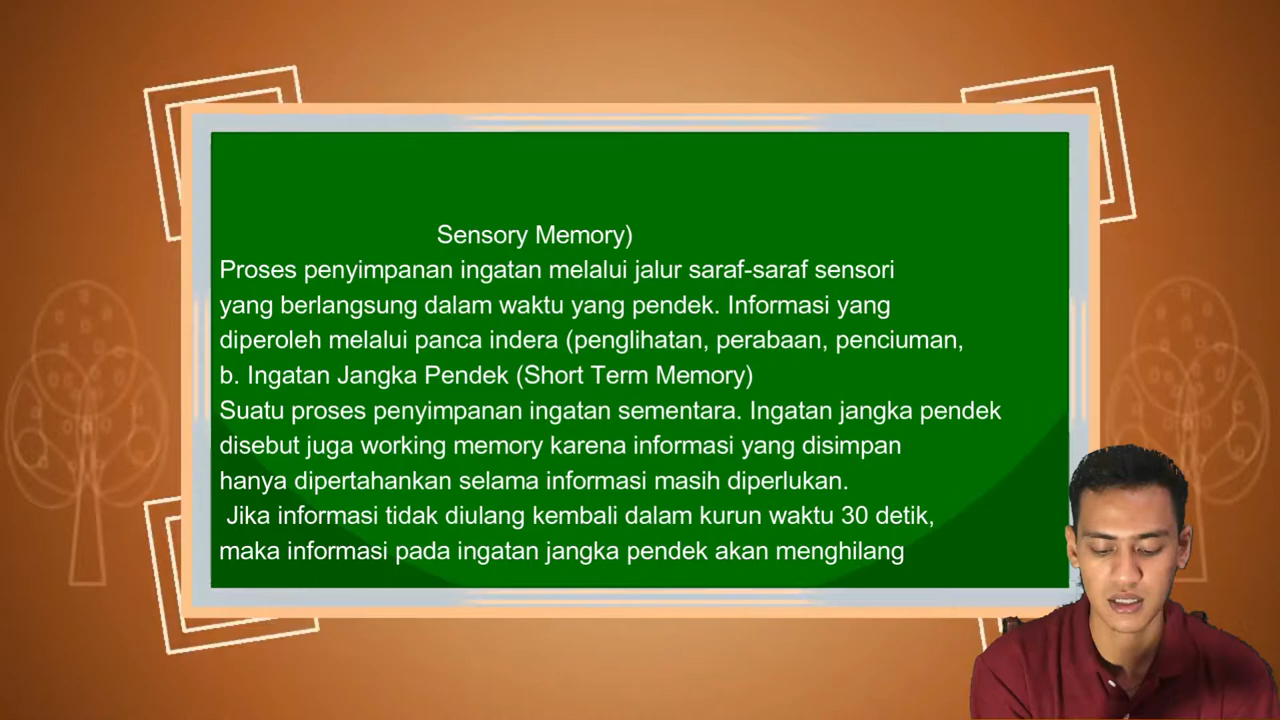 Sensory Memory)
Proses penyimpanan ingatan melalui jalur saraf-saraf sensori
yang berlangsung dalam waktu yang pendek. Informasi yang
diperoleh melalui panca indera (penglihatan, perabaan, penciuman,
b. Ingatan Jangka Pendek (Short Term Memory)
Suatu proses penyimpanan ingatan sementara. Ingatan jangka pendek
disebut juga working memory karena informasi yang disimpan
hanya dipertahankan selama informasi masih diperlukan.
Jika informasi tidak diulang kembali dalam kurun waktu 30 detik,
maka informasi pada ingatan jangka pendek akan menghilang